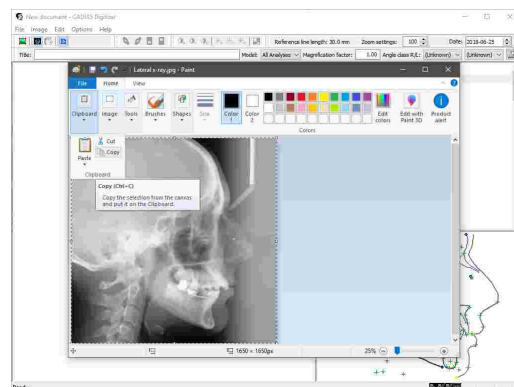 New document - GADISS Digitizer
File Image Edit Options Help
Reference line length: 30.0 mm Zoom settings: 100 Date: 2018-06-25
Title: Model: All Analyses Magnification factor: 1.00 Angle class R/L: (Unknown) (Unknown)
Lateral x-rey.jpg - Paint
File Home View
Clipboard Image Tools Brushes Shapes Size Color 1 Color 2 Edit colors Edit with Paint 3D Product alert
Colors
Paste Cut
Copy
Clipboard
Copy (Ctrl+C)
Copy the selection from the canvas
and put it on the Clipboard.
1650 × 1650px 25%